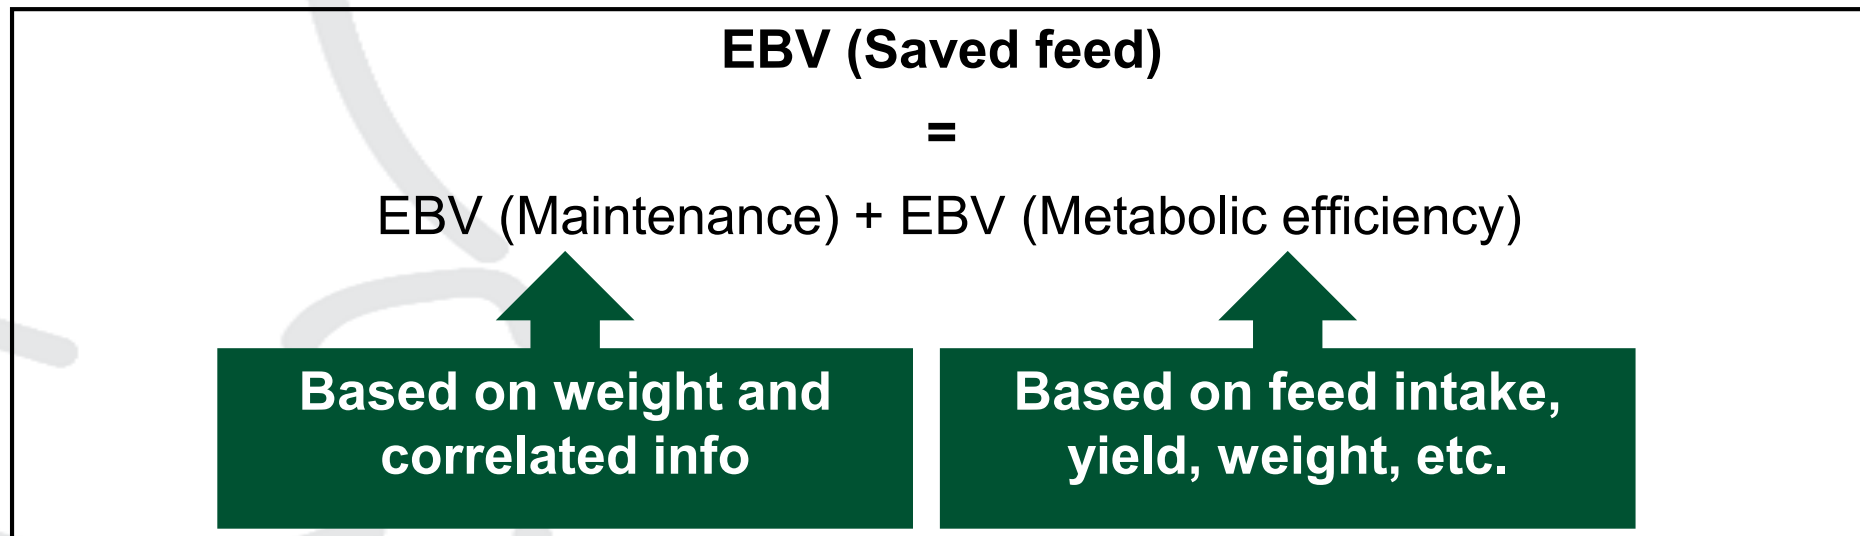 EBV (Saved feed)
=
EBV (Maintenance) + EBV (Metabolic efficiency)
Based on weight and
correlated info
Based on feed intake,
yield, weight, etc.